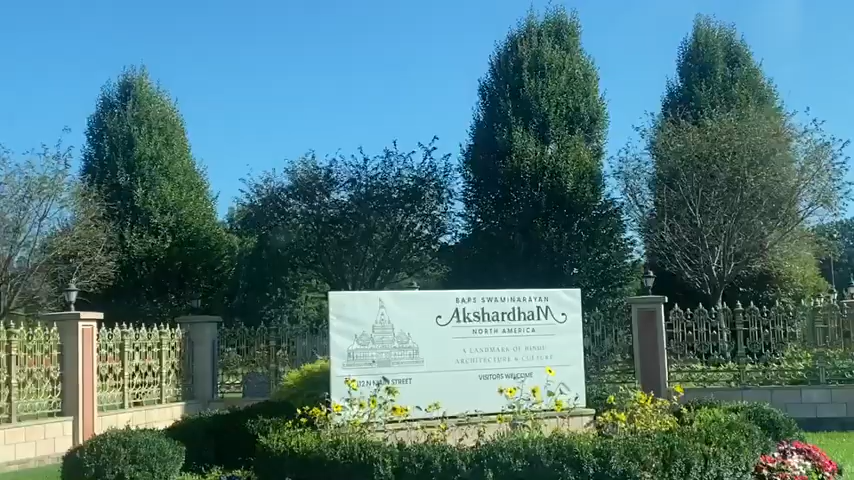 BAPS SWAMINARAYAN
AkshardhaM
NORTH AMERICA
A LANDMARK OF HINDU
ARCHITECTURE & CULTURE
VISITORS WELCOME
N MAIN STREET